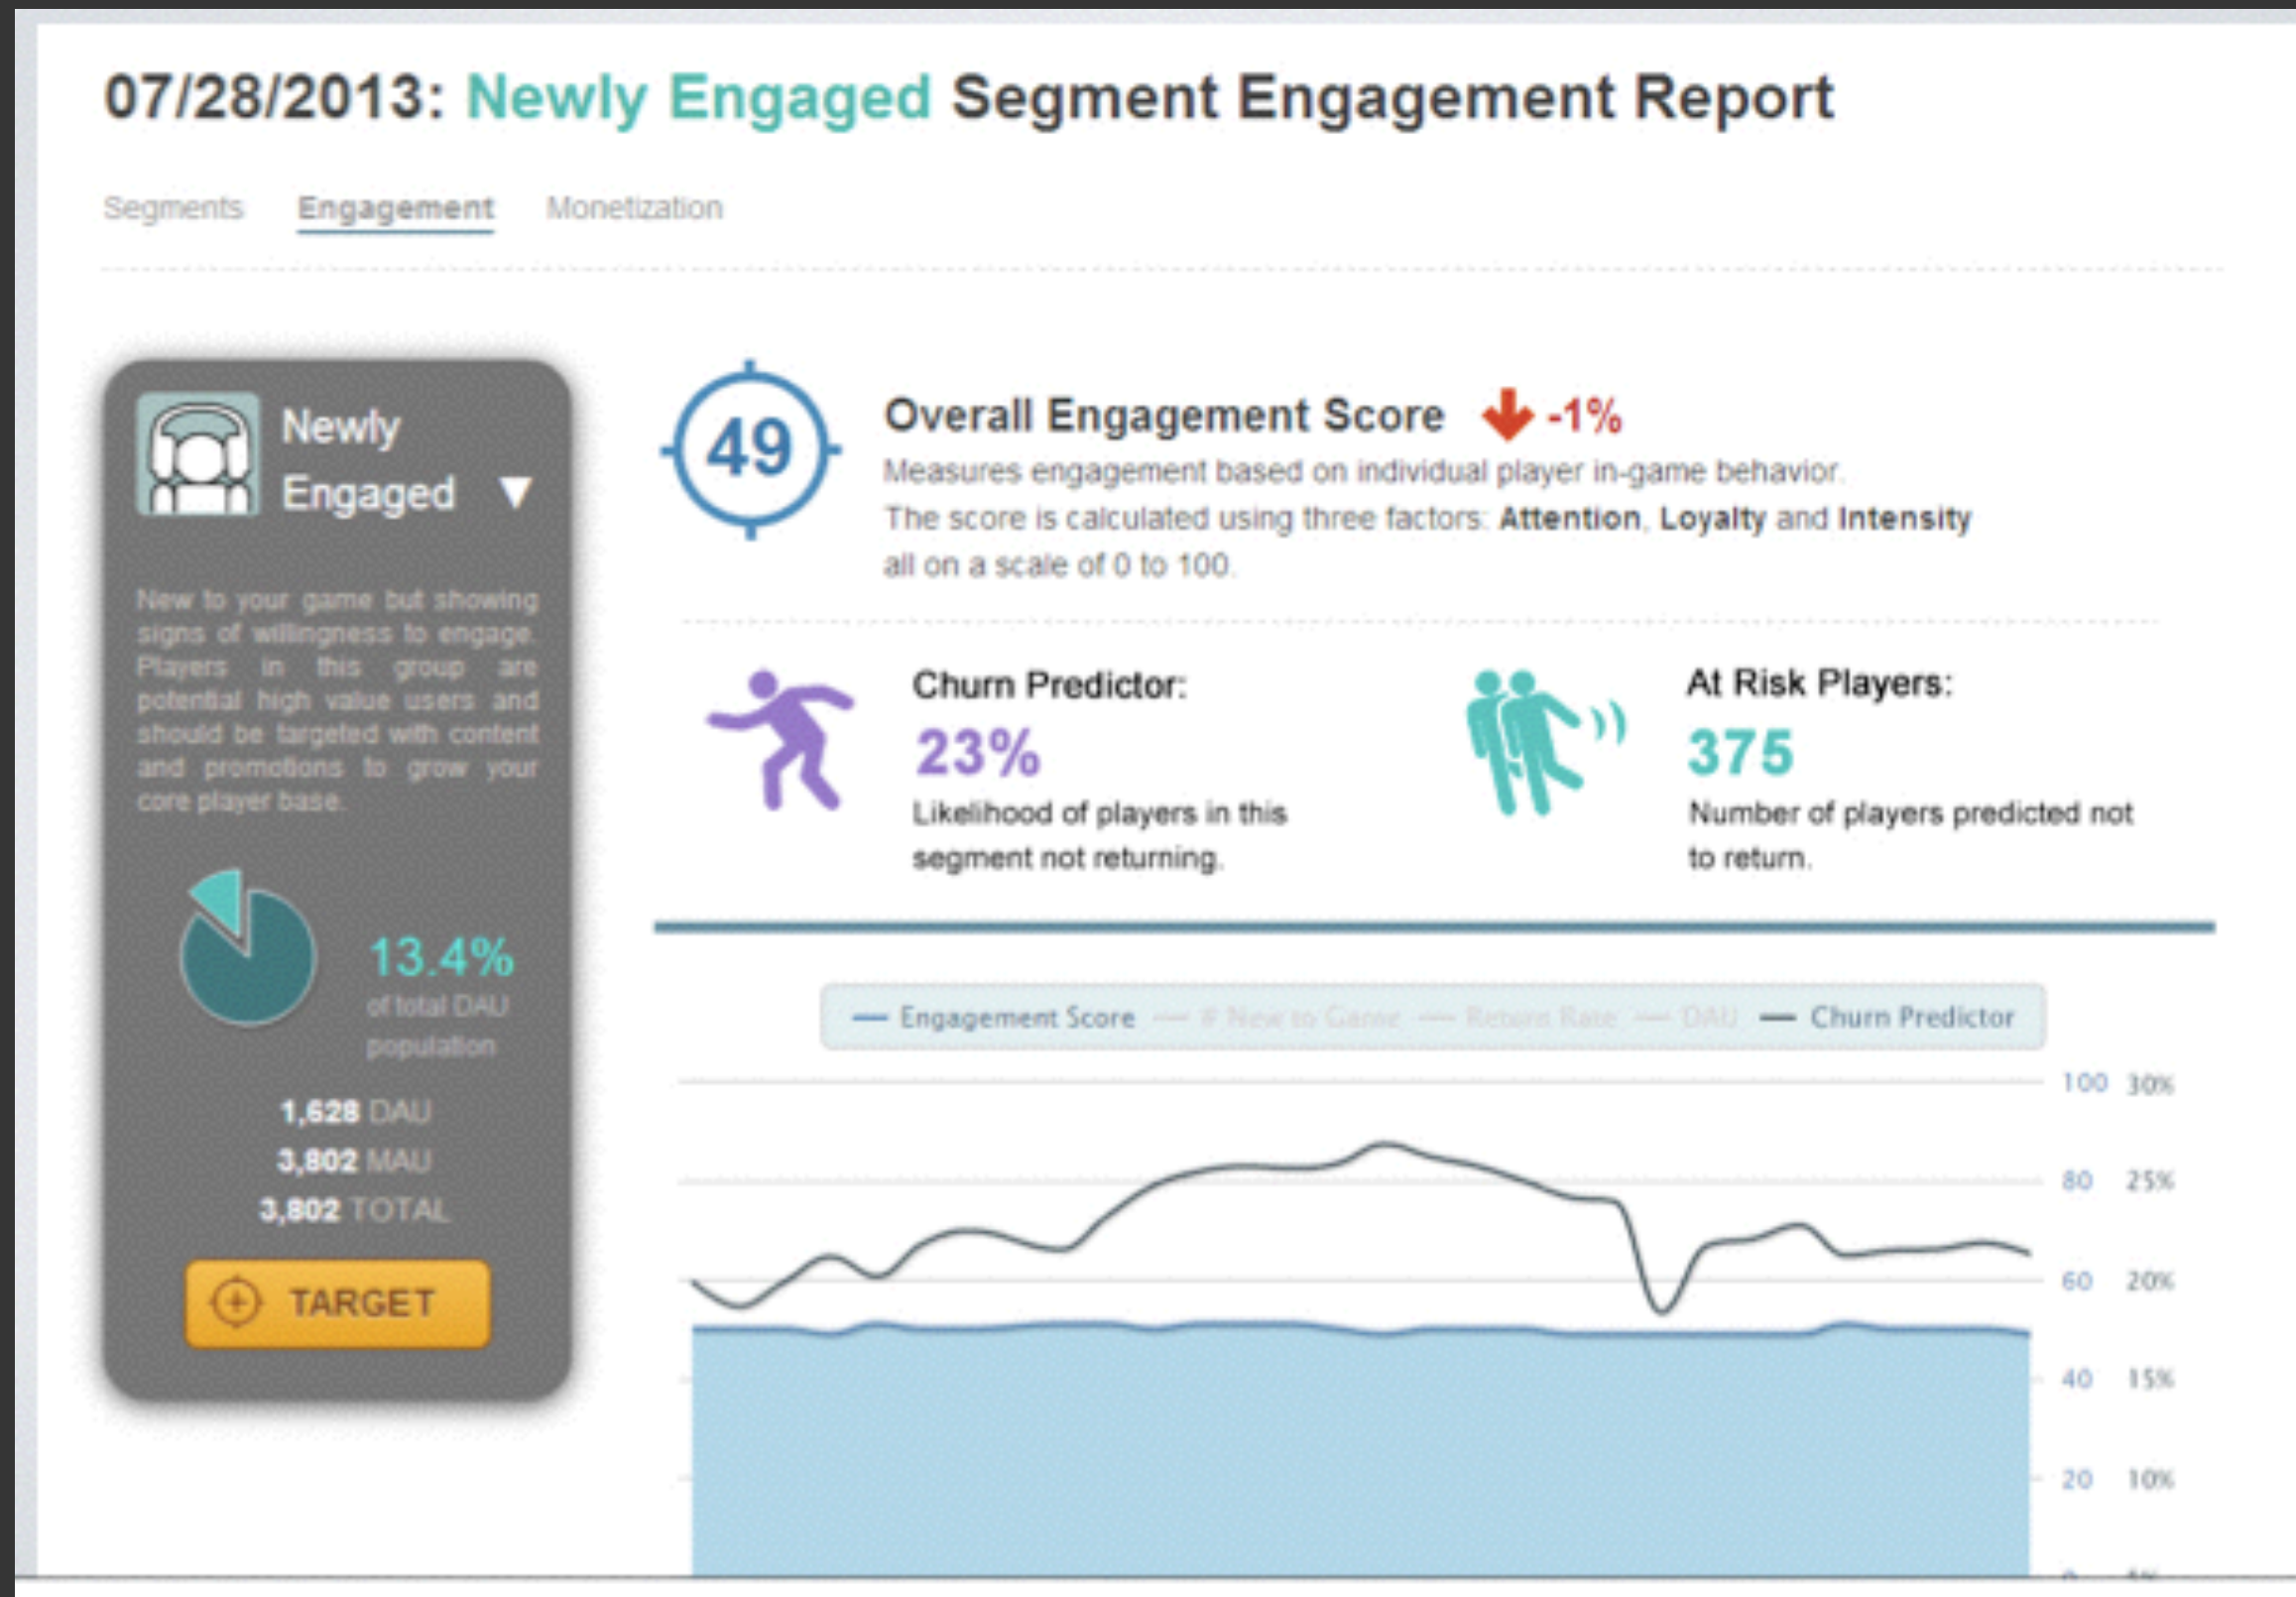 07/28/2013: Newly Engaged Segment Engagement Report
Segments Engagement Monetization
Newly
Engaged
New to your game but showing
signs of willingness to engage.
Players in this group are
potential high value users and
should be targeted with content
and promotions to grow your
core player base.
13.4%
of total DAU
population
1,628 DAU
3,802 MAU
3,802 TOTAL
TARGET
49
Overall Engagement Score -1%
Measures engagement based on individual player in-game behavior.
The score is calculated using three factors: Attention, Loyalty and Intensity
all on a scale of 0 to 100.
Churn Predictor:
23%
Likelihood of players in this
segment not returning.
At Risk Players:
375
Number of players predicted not
to return.
Engagement Score # New to Game Return Rate DAU Churn Predictor
100 30%
80 25%
60 20%
40 15%
20 10%